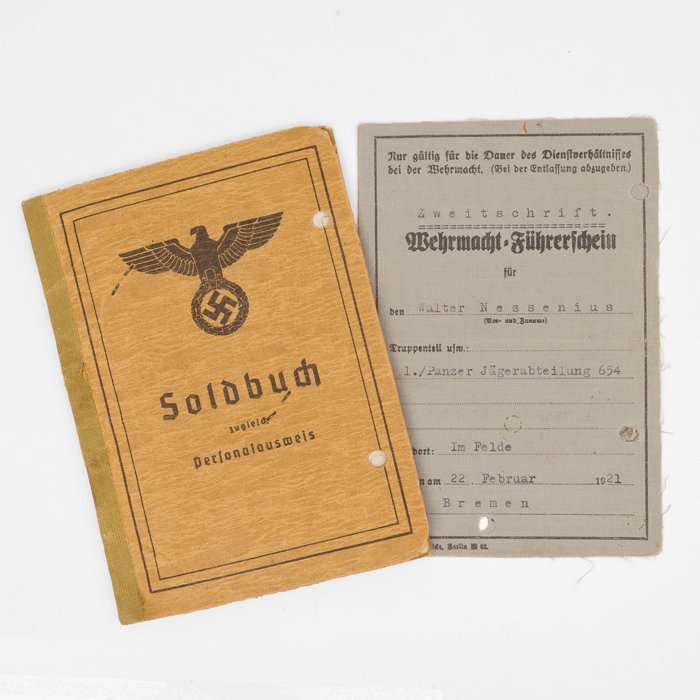 Soldbuch
zugleich
Personalausweis
Nur gültig für die Dauer des Dienstverhältnisses
bei der Wehrmacht. (Bei der Entlassung abzugeben.)
Zweitschrift.
Wehrmacht-Führerschein
für
den Walter Nessenius
(Vor- und Zuname)
Truppenteil usw.:
1./Panzer Jägerabteilung 654
dort: Im Felde
n am 22. Februar 1921
Bremen
Berlin W 62.